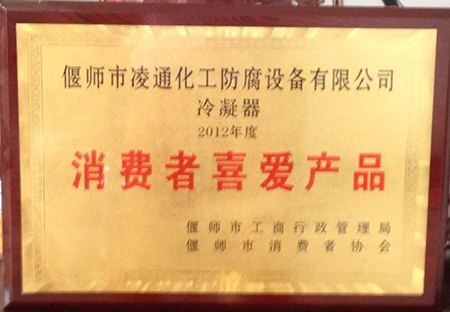 偃师市凌通化工防腐设备有限公司
冷凝器
2012年度
消费者喜爱产品
偃师市工商行政管理局
偃师市消费者协会